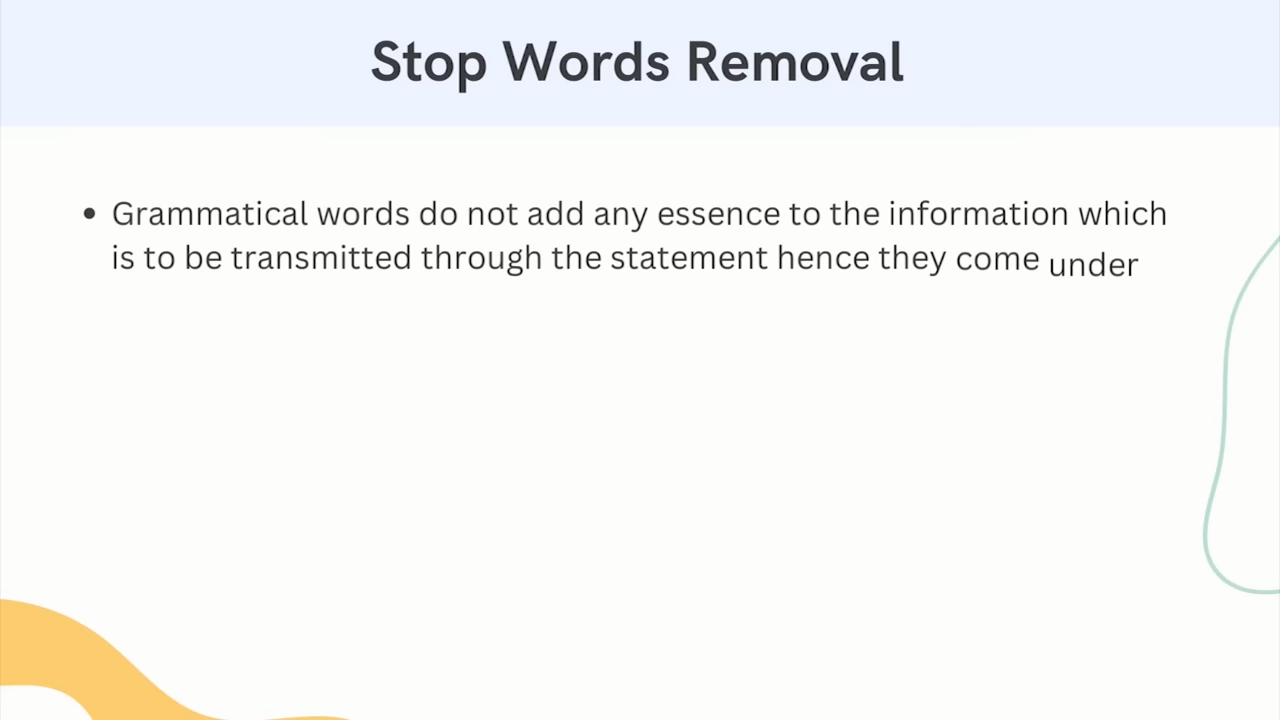 Stop Words Removal
• Grammatical words do not add any essence to the information which
is to be transmitted through the statement hence they come under